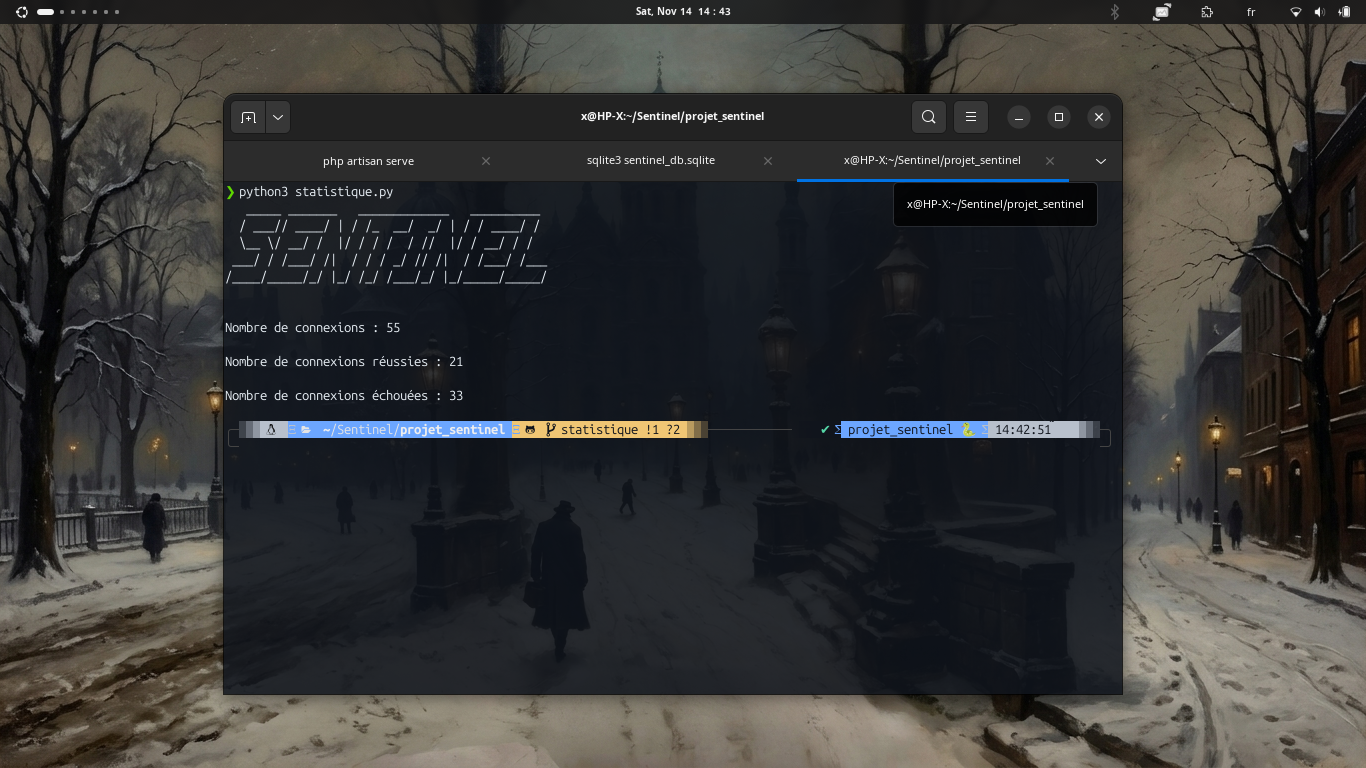 Sat, Nov 14 14 : 43
fr
x@HP-X:~/Sentinel/projet_sentinel
php artisan serve
sqlite3 sentinel_db.sqlite
x@HP-X:~/Sentinel/projet_sentinel
❯ python3 statistique.py
x@HP-X:~/Sentinel/projet_sentinel
SENTINEL
Nombre de connexions : 55
Nombre de connexions réussies : 21
Nombre de connexions échouées : 33
~/Sentinel/projet_sentinel statistique !1 ?2 ✔ projet_sentinel 🐍 14:42:51